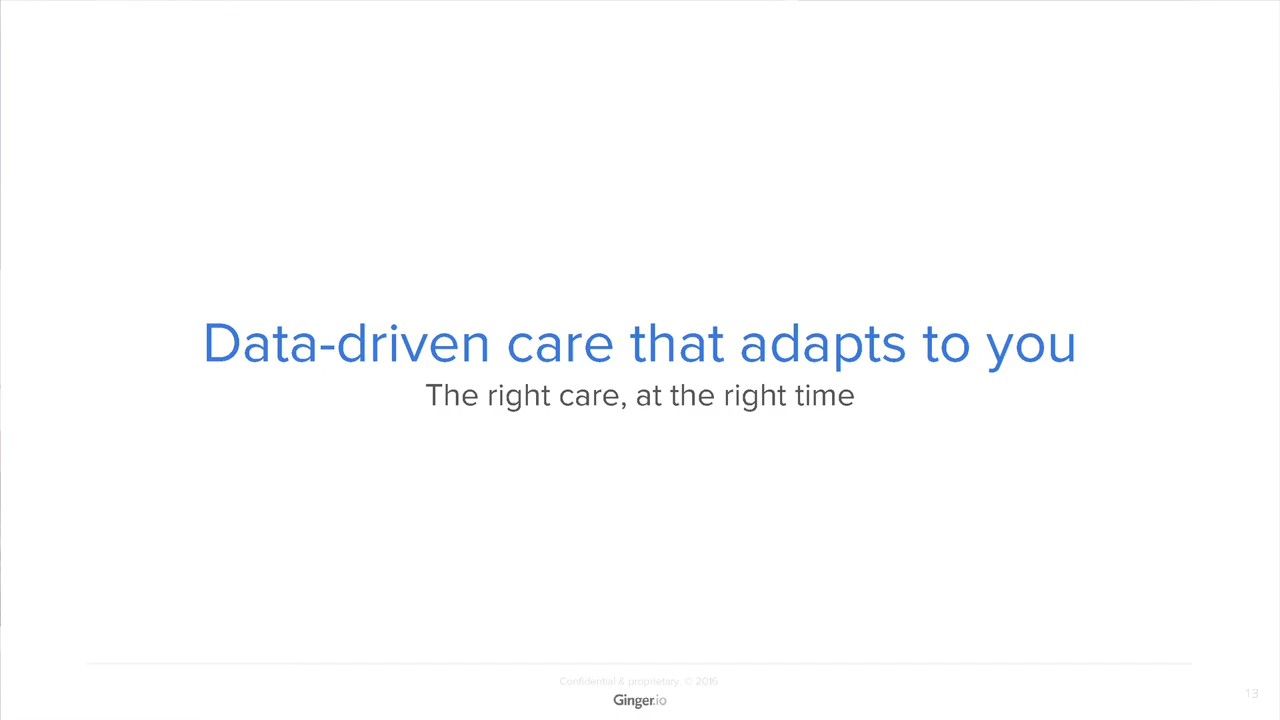 Data-driven care that adapts to you
The right care, at the right time
Confidential & proprietary. © 2016
Ginger.io
13